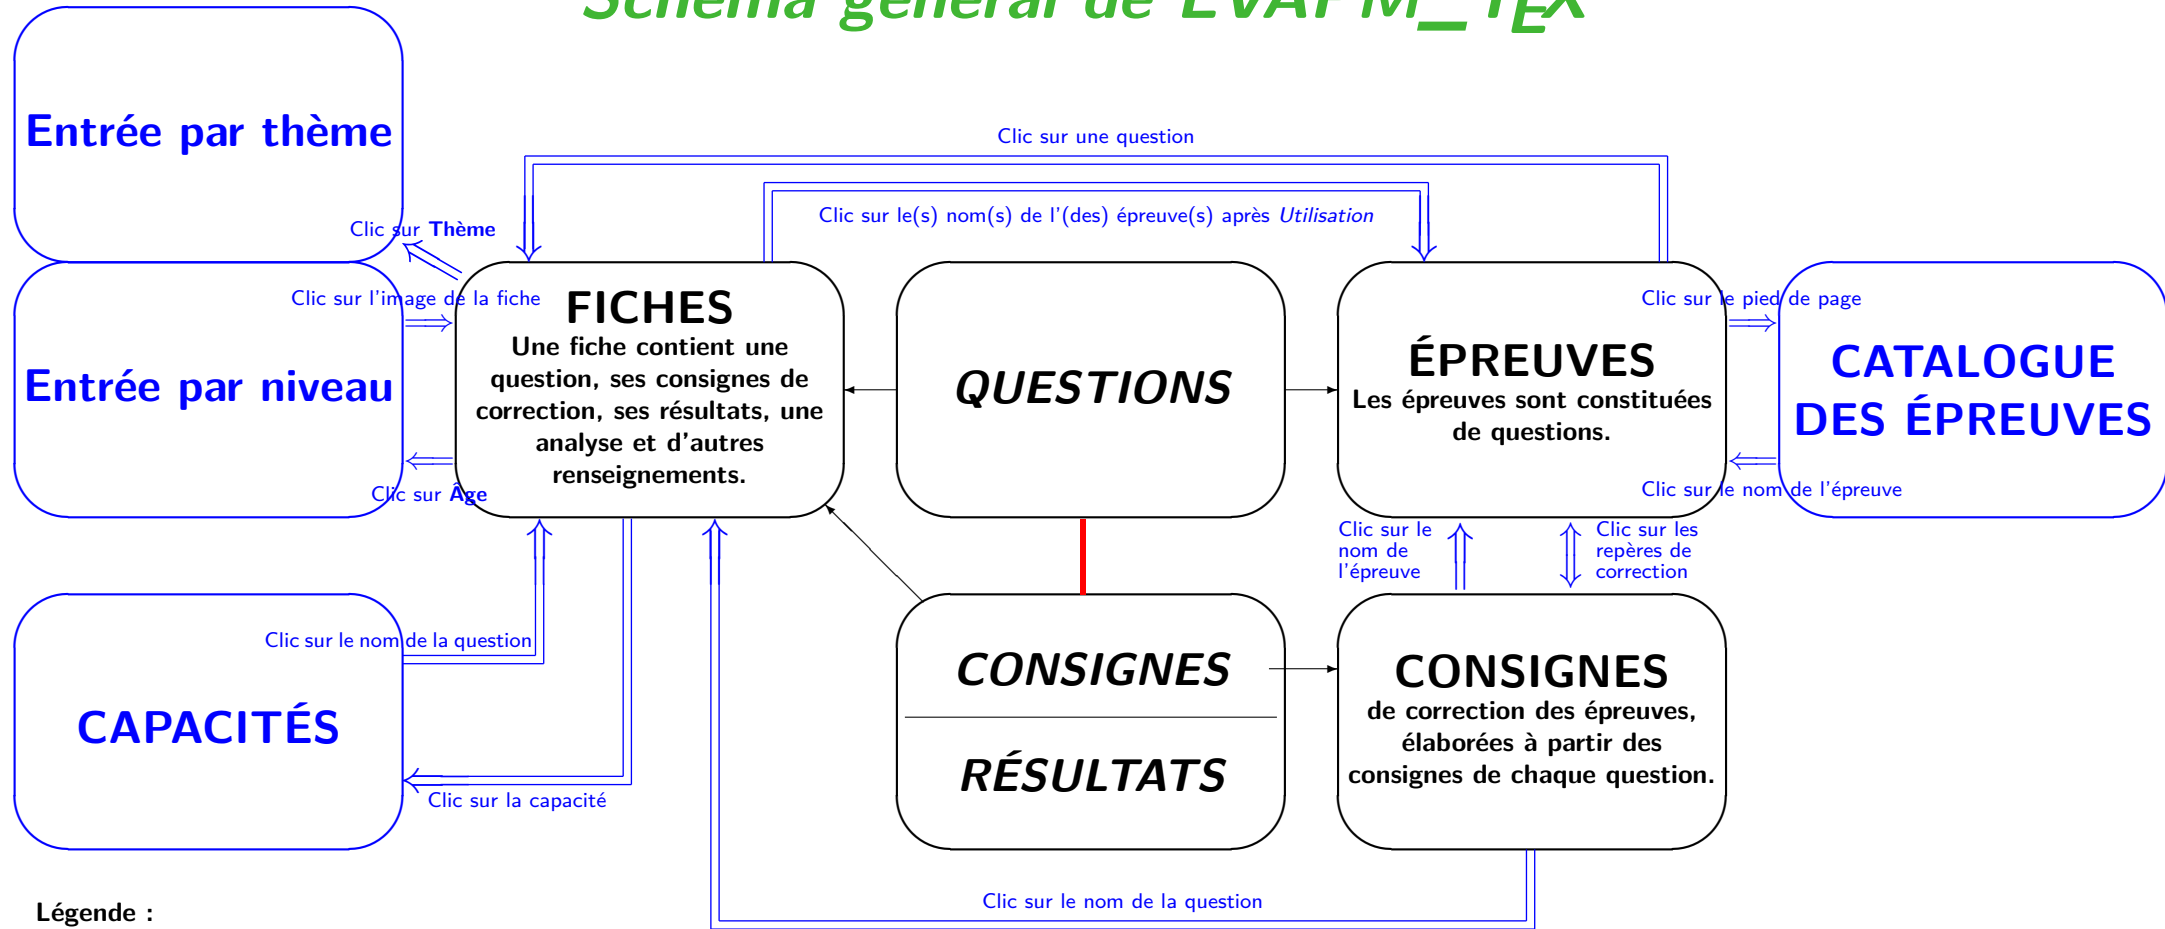 Schéma général de EVAPM_TEX
Entrée par thème
Clic sur une question
Clic sur le(s) nom(s) de l'(des) épreuve(s) après Utilisation
Clic sur Thème
Clic sur l'image de la fiche
Entrée par niveau
Clic sur Âge
FICHES
Une fiche contient une
question, ses consignes de
correction, ses résultats, une
analyse et d'autres
renseignements.
QUESTIONS
ÉPREUVES
Les épreuves sont constituées
de questions.
Clic sur le pied de page
CATALOGUE
DES ÉPREUVES
Clic sur le nom de l'épreuve
Clic sur le
nom de
l'épreuve
Clic sur les
repères de
correction
Clic sur le nom de la question
CAPACITÉS
Clic sur la capacité
CONSIGNES
RÉSULTATS
CONSIGNES
de correction des épreuves,
élaborées à partir des
consignes de chaque question.
Clic sur le nom de la question
Légende :